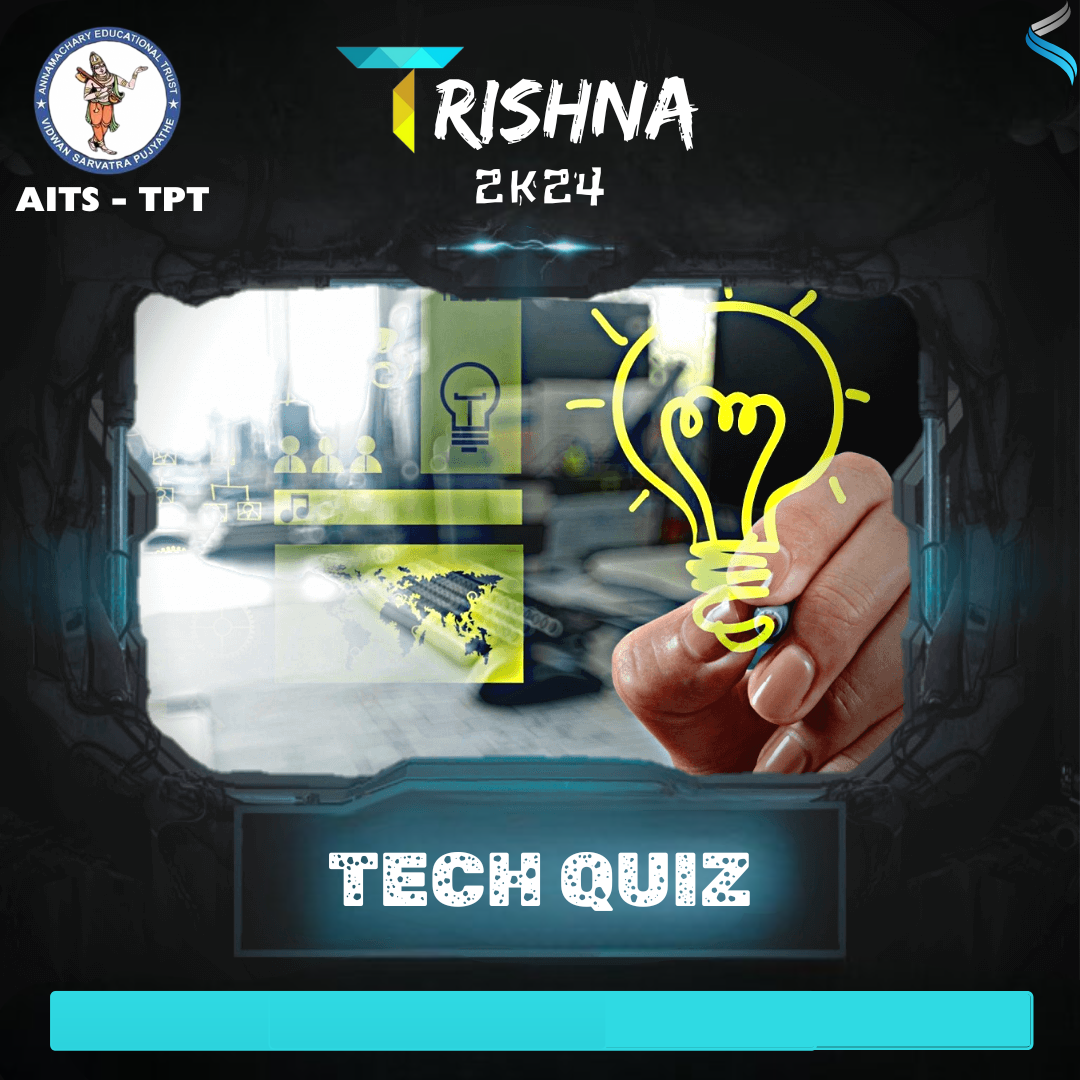 ANNAMACHARY EDUCATIONAL TRUST
VIDWAN SARVATRA PUJYATHE
AITS - TPT
TRISHNA
2K24
TECH QUIZ